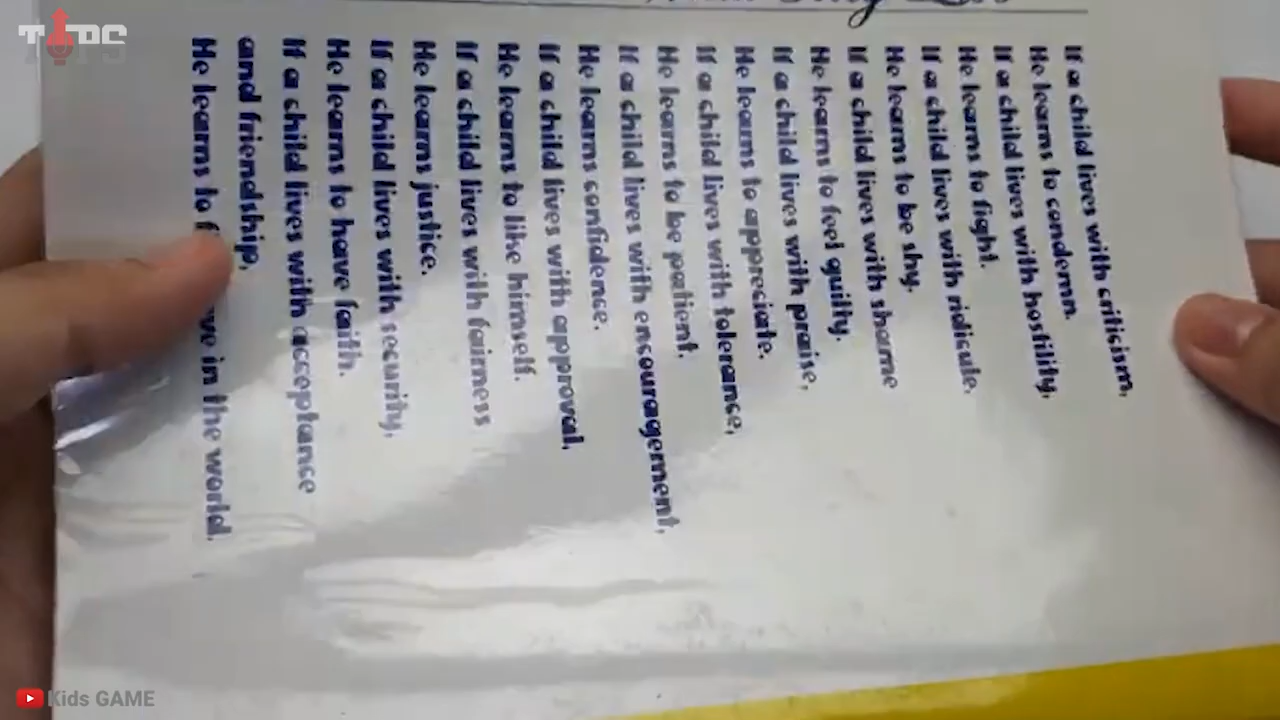 If a child lives with criticism,
He learns to condemn.
If a child lives with hostility,
He learns to fight.
If a child lives with ridicule,
He learns to be shy.
If a child lives with shame
He learns to feel guilty.
If a child lives with praise,
He learns to appreciate.
If a child lives with tolerance,
He learns to be patient.
If a child lives with encouragement,
He learns confidence.
If a child lives with approval,
He learns to like himself.
If a child lives with fairness
He learns justice.
If a child lives with security,
He learns to have faith.
If a child lives with acceptance
and friendship,
He learns to in the world.
Kids GAME